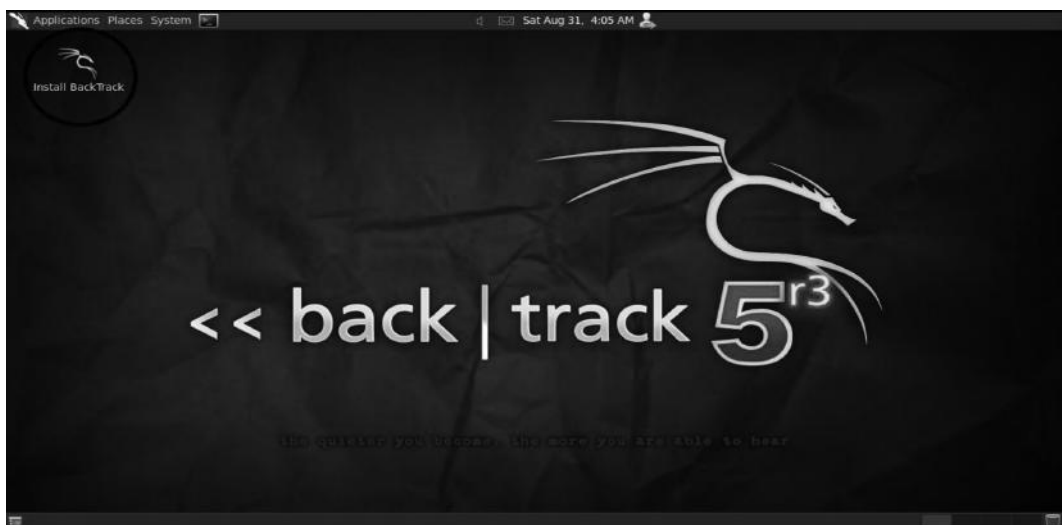 Applications Places System Sat Aug 31, 4:05 AM
Install BackTrack
<< back | track 5 r3
the quieter you become, the more you are able to hear